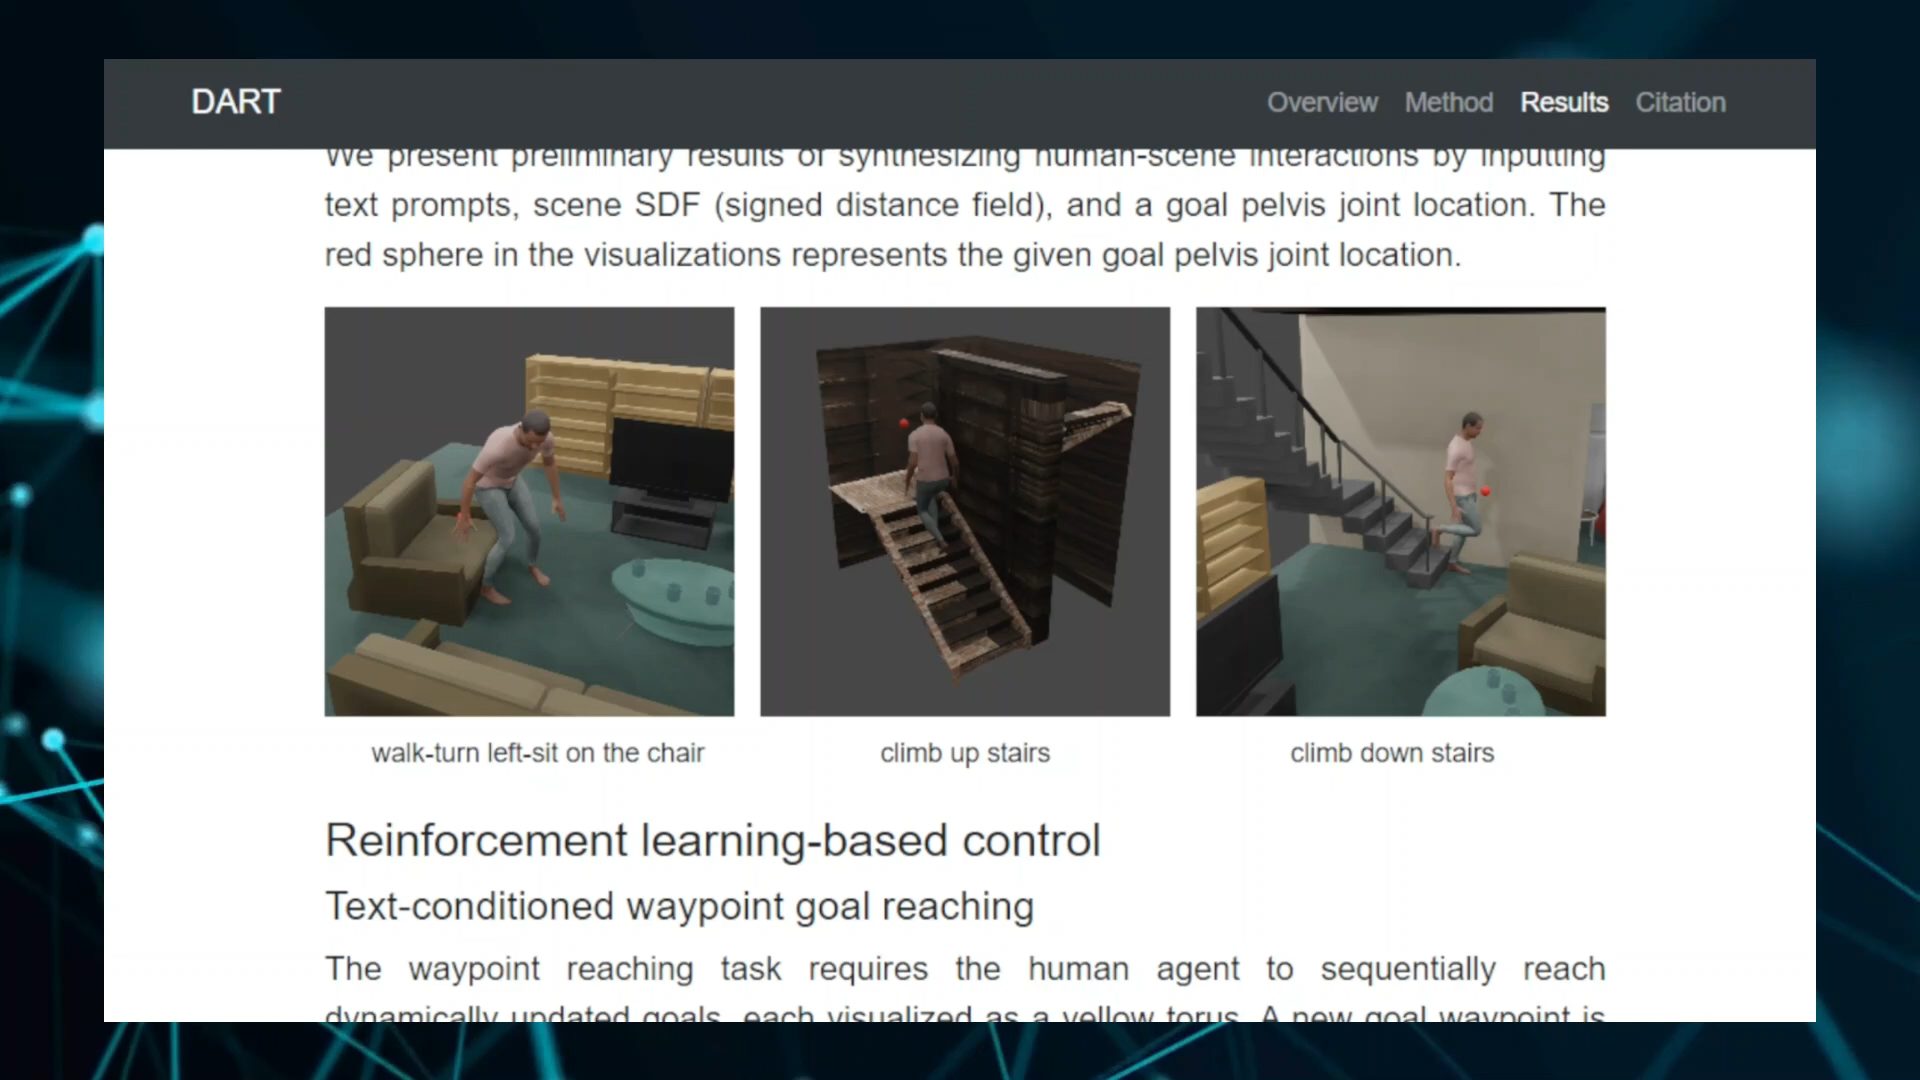 DART
Overview Method Results Citation
We present preliminary results of synthesizing human-scene interactions by inputting
text prompts, scene SDF (signed distance field), and a goal pelvis joint location. The
red sphere in the visualizations represents the given goal pelvis joint location.
walk-turn left-sit on the chair
climb up stairs
climb down stairs
Reinforcement learning-based control
Text-conditioned waypoint goal reaching
The waypoint reaching task requires the human agent to sequentially reach
dynamically updated goals, each visualized as a yellow torus. A new goal waypoint is